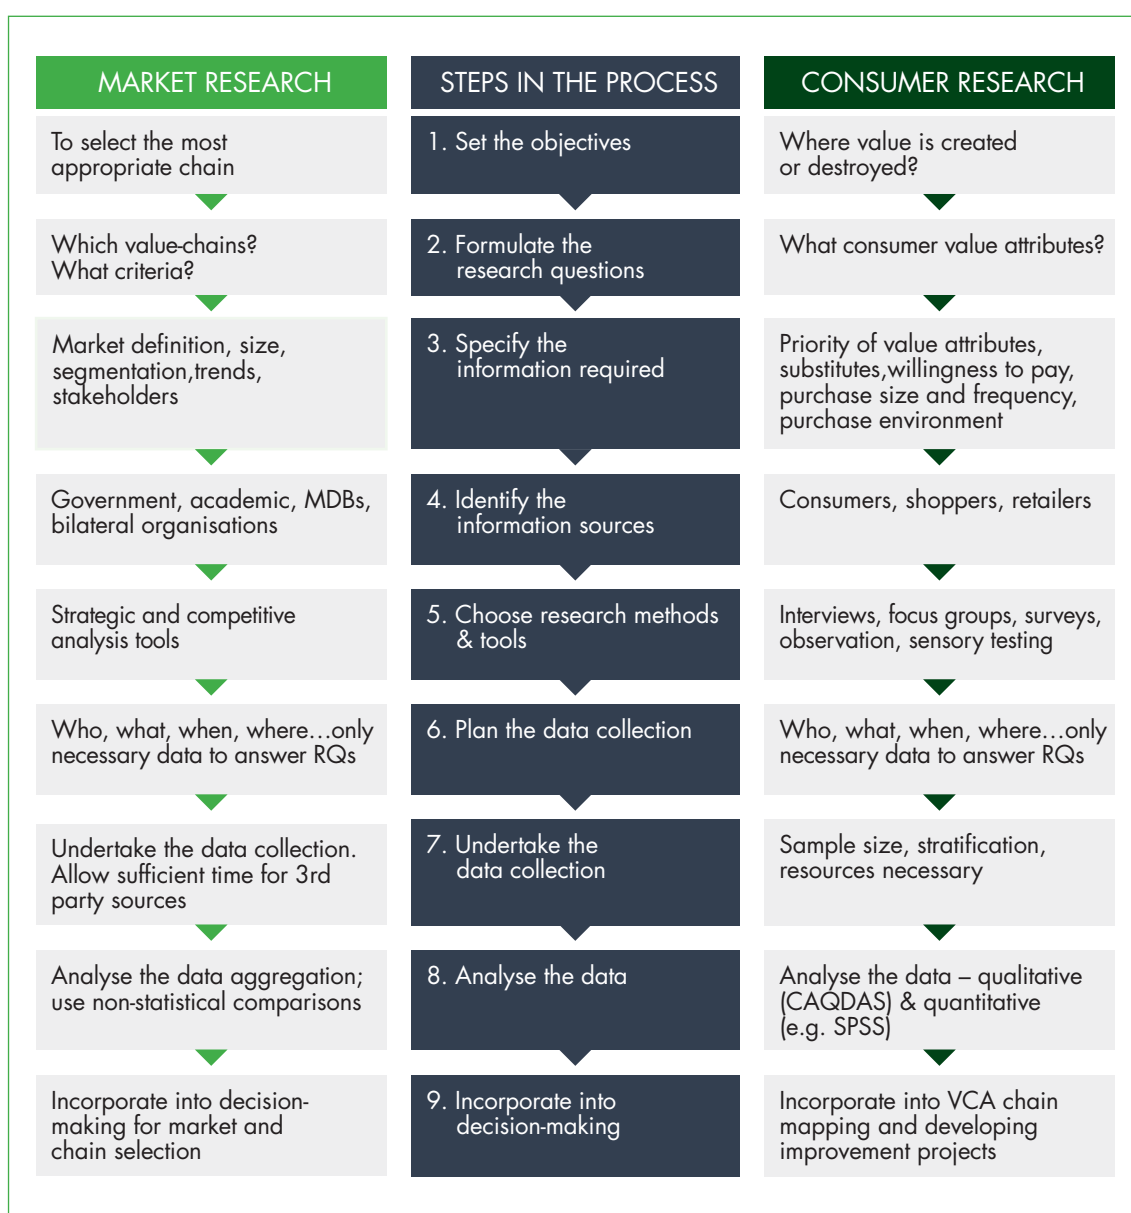 MARKET RESEARCH
STEPS IN THE PROCESS
CONSUMER RESEARCH
To select the most
appropriate chain
1. Set the objectives
Where value is created
or destroyed?
Which value-chains?
What criteria?
2. Formulate the
research questions
What consumer value attributes?
Market definition, size,
segmentation,trends,
stakeholders
3. Specify the
information required
Priority of value attributes,
substitutes,willingness to pay,
purchase size and frequency,
purchase environment
Government, academic, MDBs,
bilateral organisations
4. Identify the
information sources
Consumers, shoppers, retailers
Strategic and competitive
analysis tools
5. Choose research methods
& tools
Interviews, focus groups, surveys,
observation, sensory testing
Who, what, when, where…only
necessary data to answer RQs
6. Plan the data collection
Who, what, when, where…only
necessary data to answer RQs
Undertake the data collection.
Allow sufficient time for 3rd
party sources
7. Undertake the
data collection
Sample size, stratification,
resources necessary
Analyse the data aggregation;
use non-statistical comparisons
8. Analyse the data
Analyse the data – qualitative
(CAQDAS) & quantitative
(e.g. SPSS)
Incorporate into decision-
making for market and
chain selection
9. Incorporate into
decision-making
Incorporate into VCA chain
mapping and developing
improvement projects